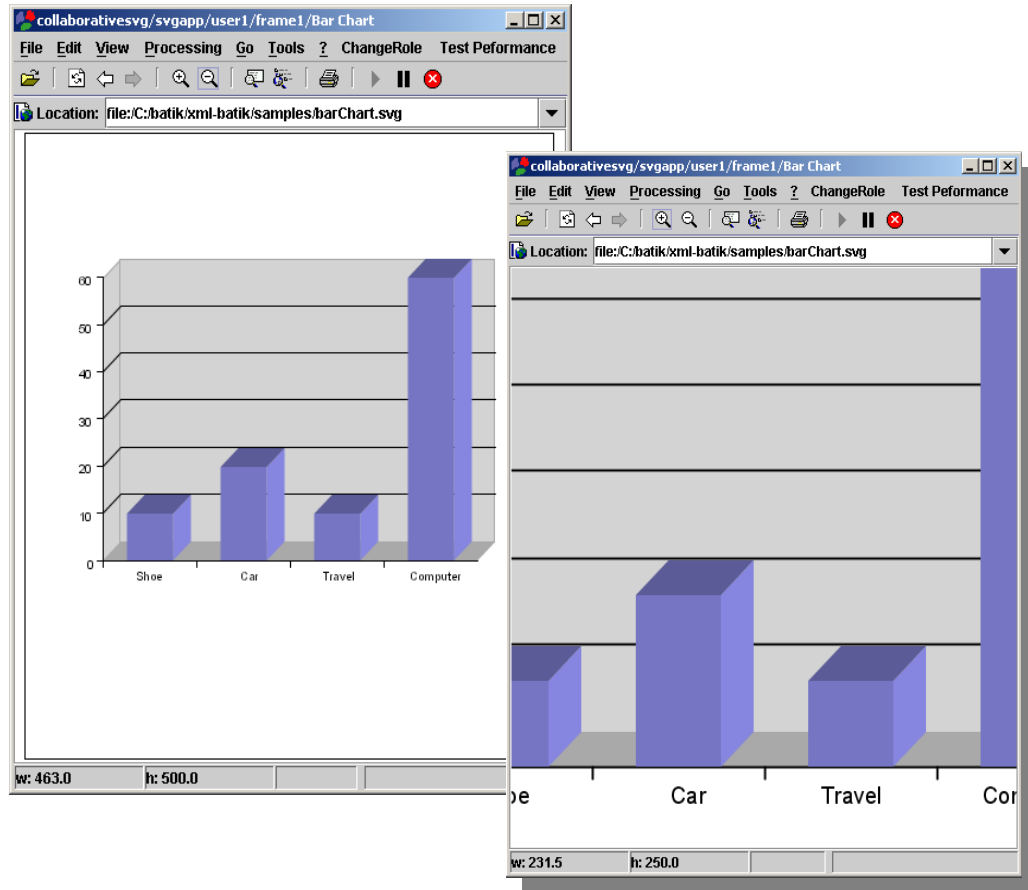 collaborativesvg/svgapp/user1/frame1/Bar Chart
File Edit View Processing Go Tools ? ChangeRole Test Peformance
Location: file:/C:/batik/xml-batik/samples/barChart.svg
60
50
40
30
20
10
0
Shoe Car Travel Computer
w: 463.0 h: 500.0
collaborativesvg/svgapp/user1/frame1/Bar Chart
File Edit View Processing Go Tools ? ChangeRole Test Peformance
Location: file:/C:/batik/xml-batik/samples/barChart.svg
oe Car Travel Cor
w: 231.5 h: 250.0